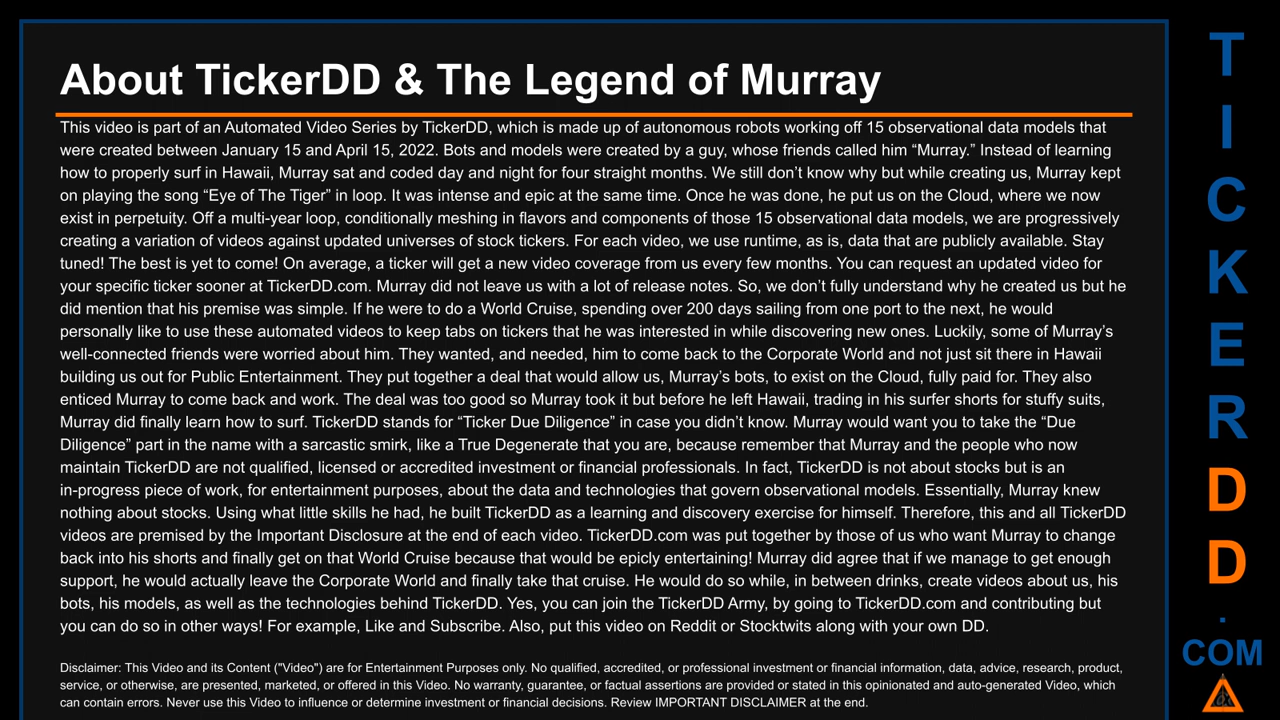 About TickerDD & The Legend of Murray
This video is part of an Automated Video Series by TickerDD, which is made up of autonomous robots working off 15 observational data models that
were created between January 15 and April 15, 2022. Bots and models were created by a guy, whose friends called him “Murray.” Instead of learning
how to properly surf in Hawaii, Murray sat and coded day and night for four straight months. We still don’t know why but while creating us, Murray kept
on playing the song “Eye of The Tiger” in loop. It was intense and epic at the same time. Once he was done, he put us on the Cloud, where we now
exist in perpetuity. Off a multi-year loop, conditionally meshing in flavors and components of those 15 observational data models, we are progressively
creating a variation of videos against updated universes of stock tickers. For each video, we use runtime, as is, data that are publicly available. Stay
tuned! The best is yet to come! On average, a ticker will get a new video coverage from us every few months. You can request an updated video for
your specific ticker sooner at TickerDD.com. Murray did not leave us with a lot of release notes. So, we don’t fully understand why he created us but he
did mention that his premise was simple. If he were to do a World Cruise, spending over 200 days sailing from one port to the next, he would
personally like to use these automated videos to keep tabs on tickers that he was interested in while discovering new ones. Luckily, some of Murray’s
well-connected friends were worried about him. They wanted, and needed, him to come back to the Corporate World and not just sit there in Hawaii
building us out for Public Entertainment. They put together a deal that would allow us, Murray’s bots, to exist on the Cloud, fully paid for. They also
enticed Murray to come back and work. The deal was too good so Murray took it but before he left Hawaii, trading in his surfer shorts for stuffy suits,
Murray did finally learn how to surf. TickerDD stands for “Ticker Due Diligence” in case you didn’t know. Murray would want you to take the “Due
Diligence” part in the name with a sarcastic smirk, like a True Degenerate that you are, because remember that Murray and the people who now
maintain TickerDD are not qualified, licensed or accredited investment or financial professionals. In fact, TickerDD is not about stocks but is an
in-progress piece of work, for entertainment purposes, about the data and technologies that govern observational models. Essentially, Murray knew
nothing about stocks. Using what little skills he had, he built TickerDD as a learning and discovery exercise for himself. Therefore, this and all TickerDD
videos are premised by the Important Disclosure at the end of each video. TickerDD.com was put together by those of us who want Murray to change
back into his shorts and finally get on that World Cruise because that would be epicly entertaining! Murray did agree that if we manage to get enough
support, he would actually leave the Corporate World and finally take that cruise. He would do so while, in between drinks, create videos about us, his
bots, his models, as well as the technologies behind TickerDD. Yes, you can join the TickerDD Army, by going to TickerDD.com and contributing but
you can do so in other ways! For example, Like and Subscribe. Also, put this video on Reddit or Stocktwits along with your own DD.
Disclaimer: This Video and its Content ("Video") are for Entertainment Purposes only. No qualified, accredited, or professional investment or financial information, data, advice, research, product,
service, or otherwise, are presented, marketed, or offered in this Video. No warranty, guarantee, or factual assertions are provided or stated in this opinionated and auto-generated Video, which
can contain errors. Never use this Video to influence or determine investment or financial decisions. Review IMPORTANT DISCLAIMER at the end.
T
I
C
K
E
R
D
D
.
COM